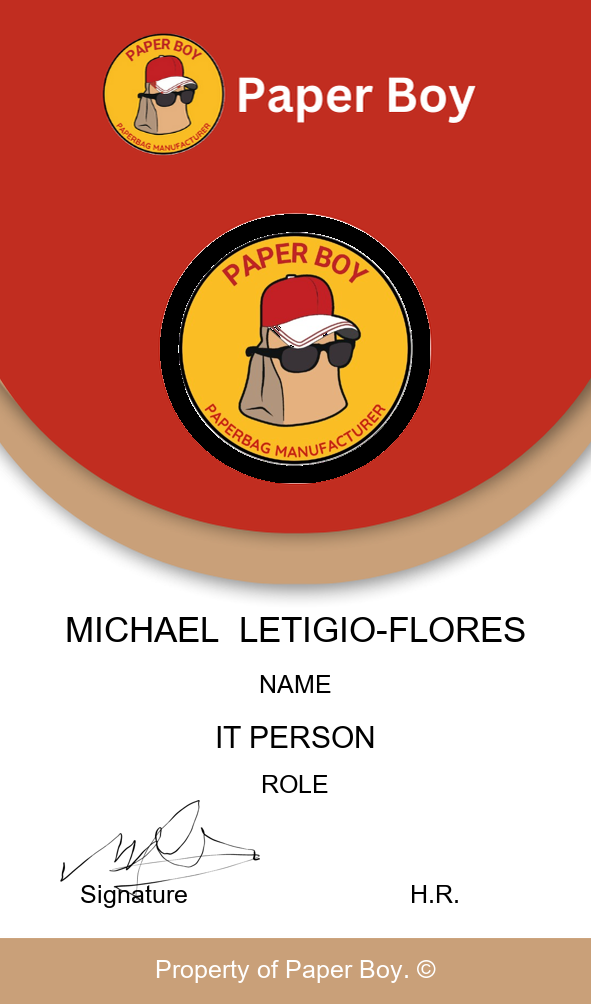 PAPER BOY
PAPERBAG MANUFACTURER
Paper Boy
PAPER BOY
PAPERBAG MANUFACTURER
MICHAEL LETIGIO-FLORES
NAME
IT PERSON
ROLE
Signature H.R.
Property of Paper Boy. ©